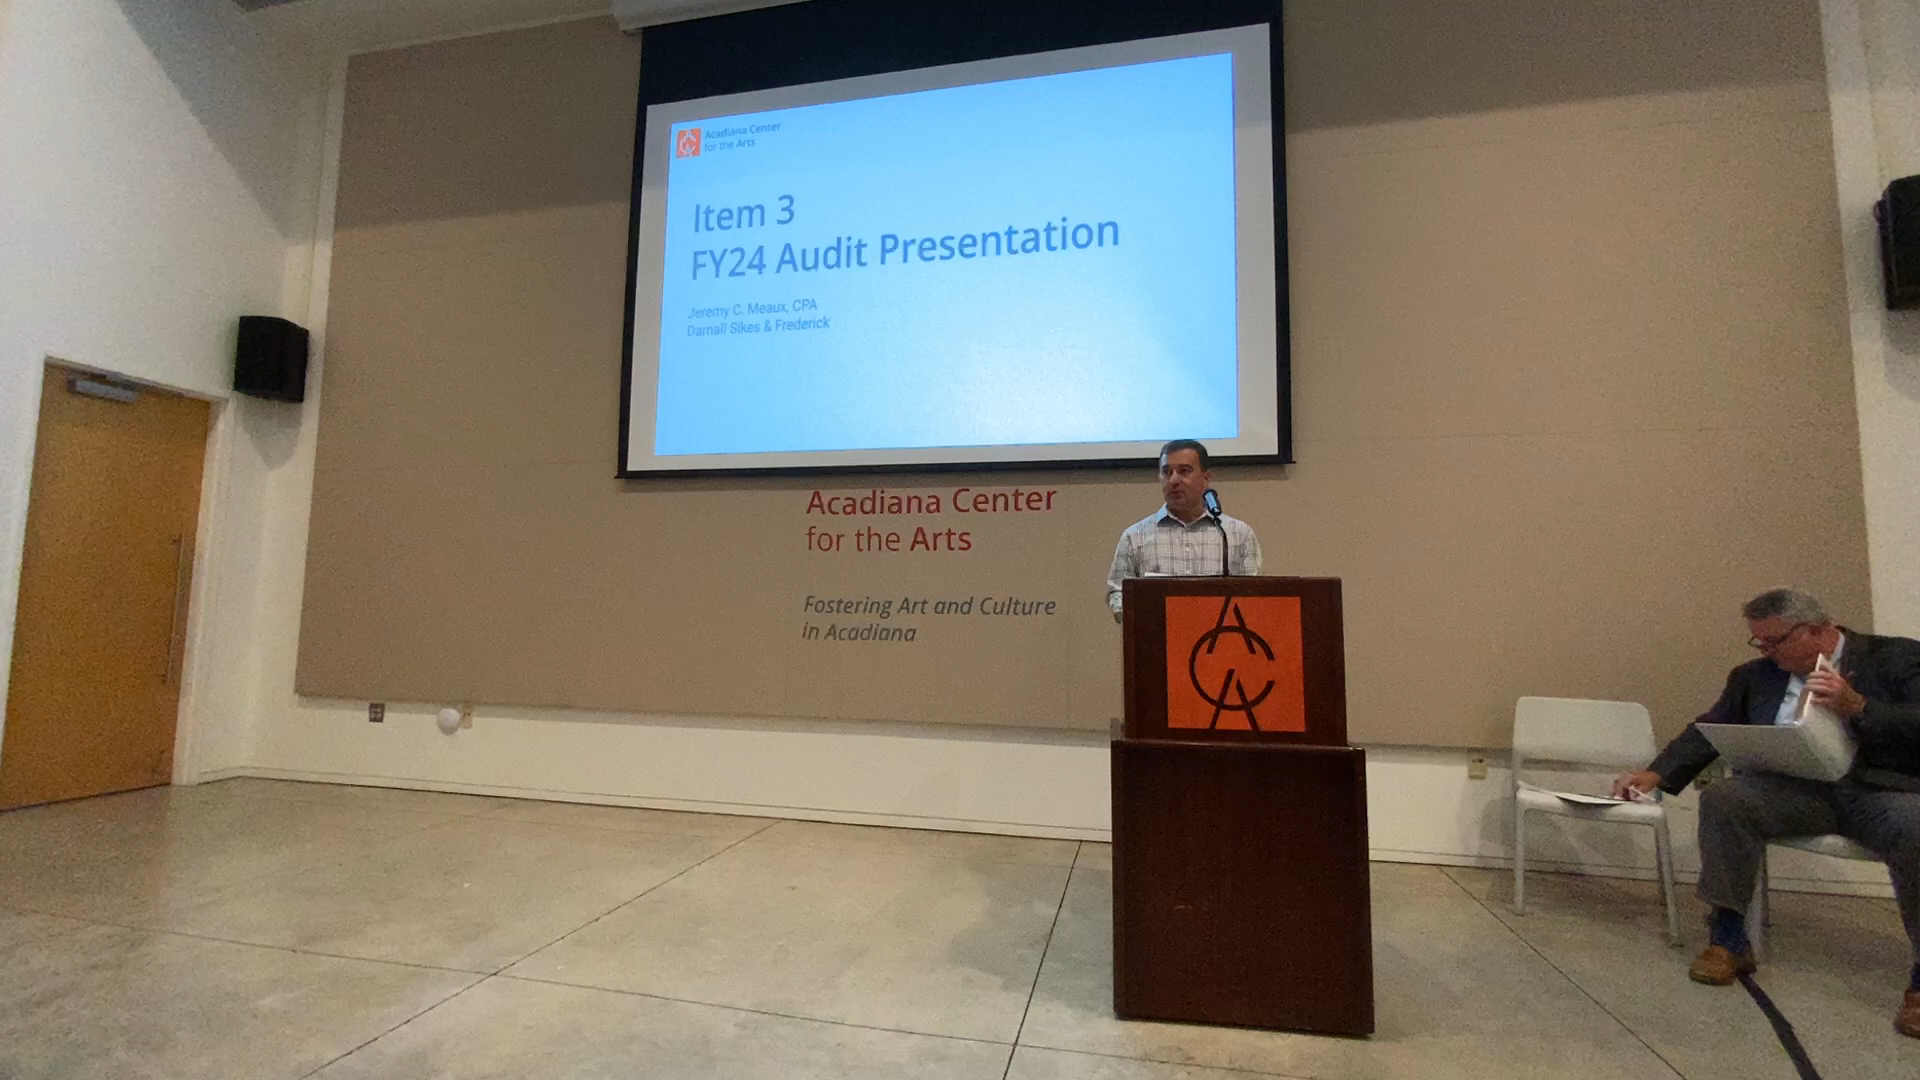 Acadiana Center
for the Arts
Item 3
FY24 Audit Presentation
Jeremy C. Meaux, CPA
Darnall Sikes & Frederick
Acadiana Center
for the Arts
Fostering Art and Culture
in Acadiana
ACA